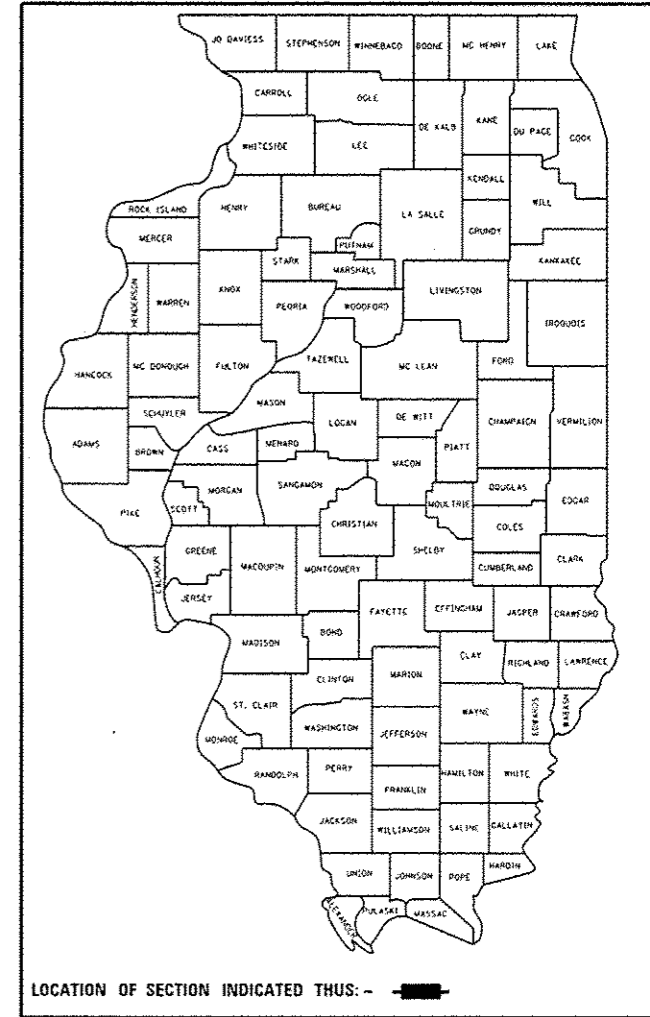 JO DAVIESS STEPHENSON WINNEBAGO BOONE MC HENRY LAKE
CARROLL OGLE DE KALB KANE DU PAGE COOK
WHITESIDE LEE
KENDALL
ROCK ISLAND HENRY BUREAU LA SALLE WILL
MERCER PUTNAM GRUNDY
STARK MARSHALL KANKAKEE
HENDERSON WARREN KNOX PEORIA WOODFORD LIVINGSTON IROQUOIS
HANCOCK MC DONOUGH FULTON TAZEWELL MC LEAN FORD
MASON
SCHUYLER LOGAN DE WITT CHAMPAIGN VERMILION
ADAMS BROWN CASS MENARD MACON PIATT
MORGAN SANGAMON DOUGLAS
PIKE SCOTT CHRISTIAN MOULTRIE EDGAR
COLES
GREENE MACOUPIN MONTGOMERY SHELBY
CALHOUN CUMBERLAND CLARK
JERSEY FAYETTE EFFINGHAM JASPER CRAWFORD
MADISON BOND
CLAY RICHLAND LAWRENCE
CLINTON MARION
ST. CLAIR WAYNE EDWARDS WABASH
WASHINGTON JEFFERSON
MONROE
RANDOLPH PERRY HAMILTON WHITE
FRANKLIN
JACKSON WILLIAMSON SALINE GALLATIN
UNION JOHNSON POPE HARDIN
ALEXANDER PULASKI MASSAC
LOCATION OF SECTION INDICATED THUS: -